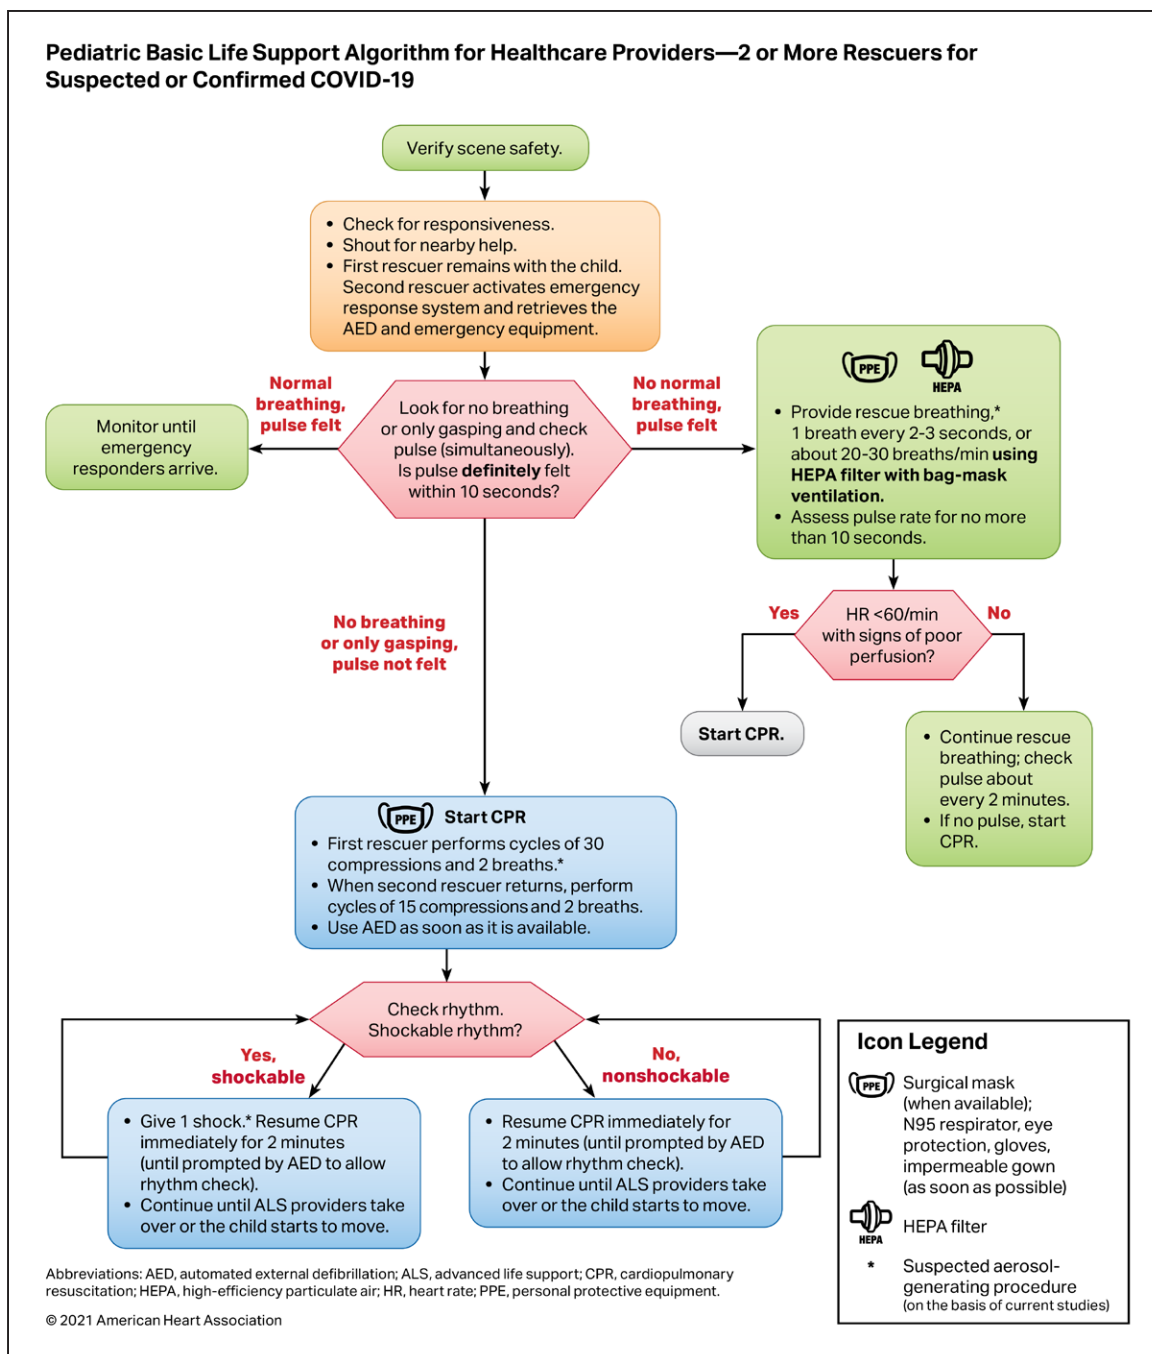 Pediatric Basic Life Support Algorithm for Healthcare Providers—2 or More Rescuers for
Suspected or Confirmed COVID-19
Verify scene safety.
• Check for responsiveness.
• Shout for nearby help.
• First rescuer remains with the child.
Second rescuer activates emergency
response system and retrieves the
AED and emergency equipment.
Normal
breathing,
pulse felt
Monitor until
emergency
responders arrive.
Look for no breathing
or only gasping and check
pulse (simultaneously).
Is pulse definitely felt
within 10 seconds?
No normal
breathing,
pulse felt
PPE
HEPA
• Provide rescue breathing,*
1 breath every 2-3 seconds, or
about 20-30 breaths/min using
HEPA filter with bag-mask
ventilation.
• Assess pulse rate for no more
than 10 seconds.
Yes
HR <60/min
with signs of poor
perfusion?
No
Start CPR.
• Continue rescue
breathing; check
pulse about
every 2 minutes.
• If no pulse, start
CPR.
No breathing
or only gasping,
pulse not felt
PPE Start CPR
• First rescuer performs cycles of 30
compressions and 2 breaths.*
• When second rescuer returns, perform
cycles of 15 compressions and 2 breaths.
• Use AED as soon as it is available.
Check rhythm.
Shockable rhythm?
Yes,
shockable
No,
nonshockable
• Give 1 shock.* Resume CPR
immediately for 2 minutes
(until prompted by AED to allow
rhythm check).
• Continue until ALS providers take
over or the child starts to move.
• Resume CPR immediately for
2 minutes (until prompted by AED
to allow rhythm check).
• Continue until ALS providers take
over or the child starts to move.
Icon Legend
PPE Surgical mask
(when available);
N95 respirator, eye
protection, gloves,
impermeable gown
(as soon as possible)
HEPA HEPA filter
* Suspected aerosol-
generating procedure
(on the basis of current studies)
Abbreviations: AED, automated external defibrillation; ALS, advanced life support; CPR, cardiopulmonary
resuscitation; HEPA, high-efficiency particulate air; HR, heart rate; PPE, personal protective equipment.
© 2021 American Heart Association